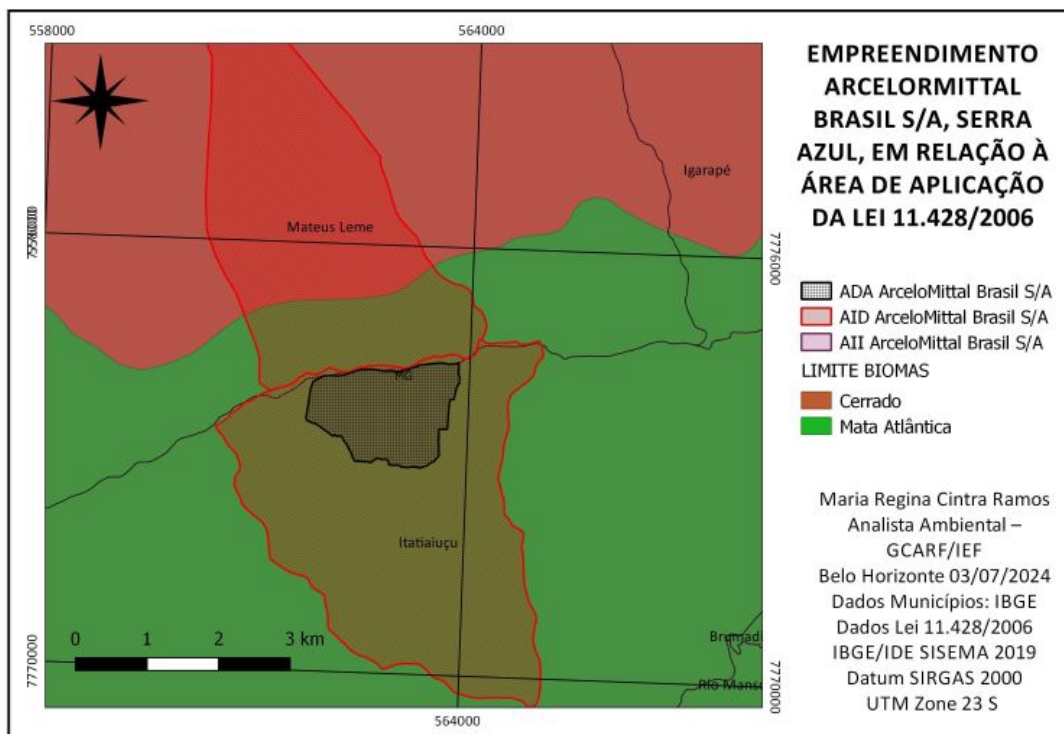 558000
564000
EMPREENDIMENTO
ARCELORMITTAL
BRASIL S/A, SERRA
AZUL, EM RELAÇÃO À
ÁREA DE APLICAÇÃO
DA LEI 11.428/2006
Igarapé
Mateus Leme
7776000
ADA ArceloMittal Brasil S/A
AID ArceloMittal Brasil S/A
AII ArceloMittal Brasil S/A
LIMITE BIOMAS
Cerrado
Mata Atlântica
MG
Itatiaiuçu
Maria Regina Cintra Ramos
Analista Ambiental –
GCARF/IEF
Belo Horizonte 03/07/2024
Dados Municípios: IBGE
Dados Lei 11.428/2006
IBGE/IDE SISEMA 2019
Datum SIRGAS 2000
UTM Zone 23 S
0 1 2 3 km
Brumadi
Rio Manso
7770000
7770000
564000